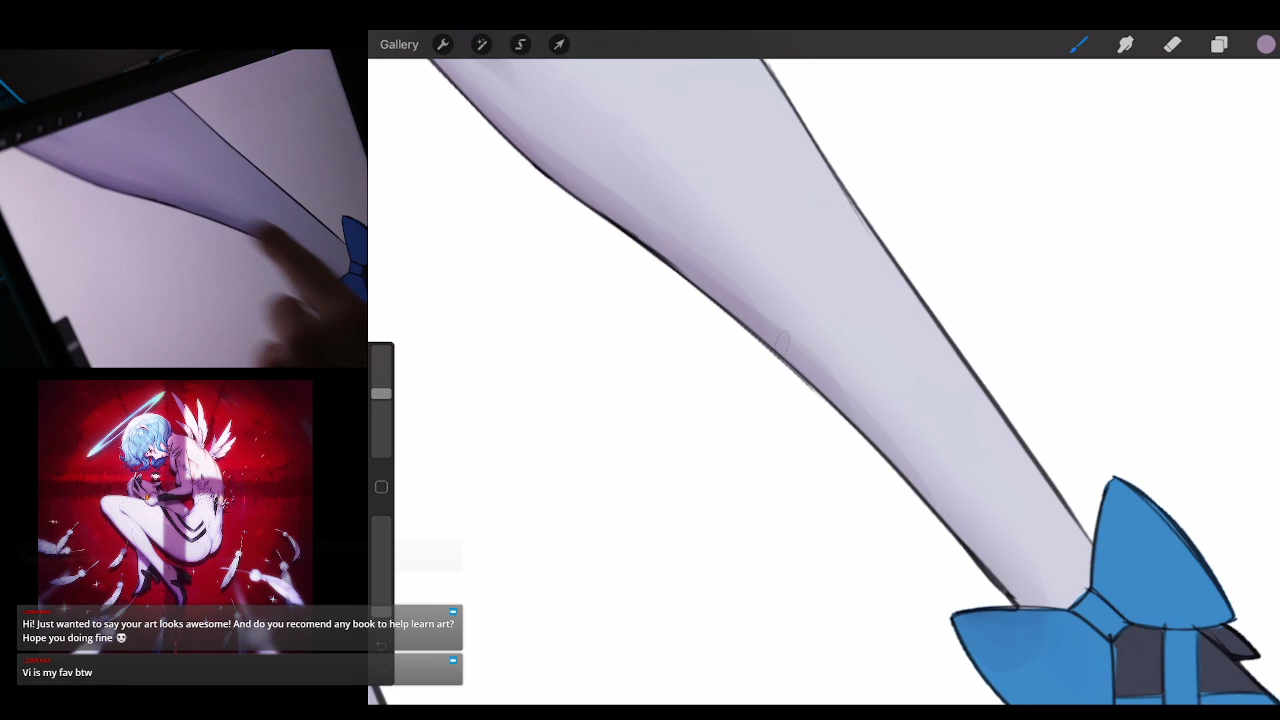 Gallery
Hi! Just wanted to say your art looks awesome! And do you recomend any book to help learn art?
Hope you doing fine
Vi is my fav btw